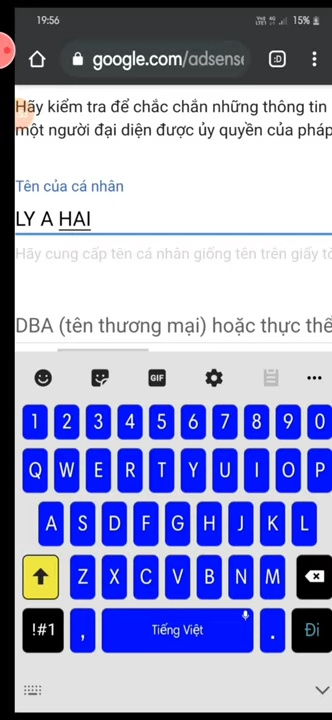 19:56
15%
google.com/adsense
:D
Hãy kiểm tra để chắc chắn những thông tin
một người đại diện được ủy quyền của pháp
Tên của cá nhân
LY A HAI
Hãy cung cấp tên cá nhân giống tên trên giấy tờ
DBA (tên thương mại) hoặc thực thể
GIF
1 2 3 4 5 6 7 8 9 0
Q W E R T Y U I O P
A S D F G H J K L
Z X C V B N M
!#1 , Tiếng Việt . Đi